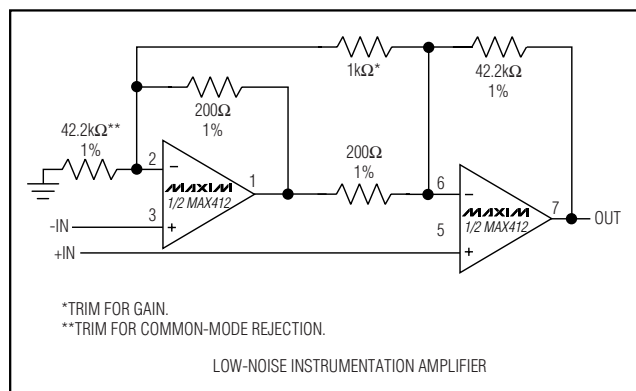 1kΩ*
42.2kΩ
1%
200Ω
1%
42.2kΩ**
1%
200Ω
1%
2
-
1
MAXIM
1/2 MAX412
3
+
-IN
+IN
6
-
7
MAXIM
1/2 MAX412
5
+
OUT
*TRIM FOR GAIN.
**TRIM FOR COMMON-MODE REJECTION.
LOW-NOISE INSTRUMENTATION AMPLIFIER